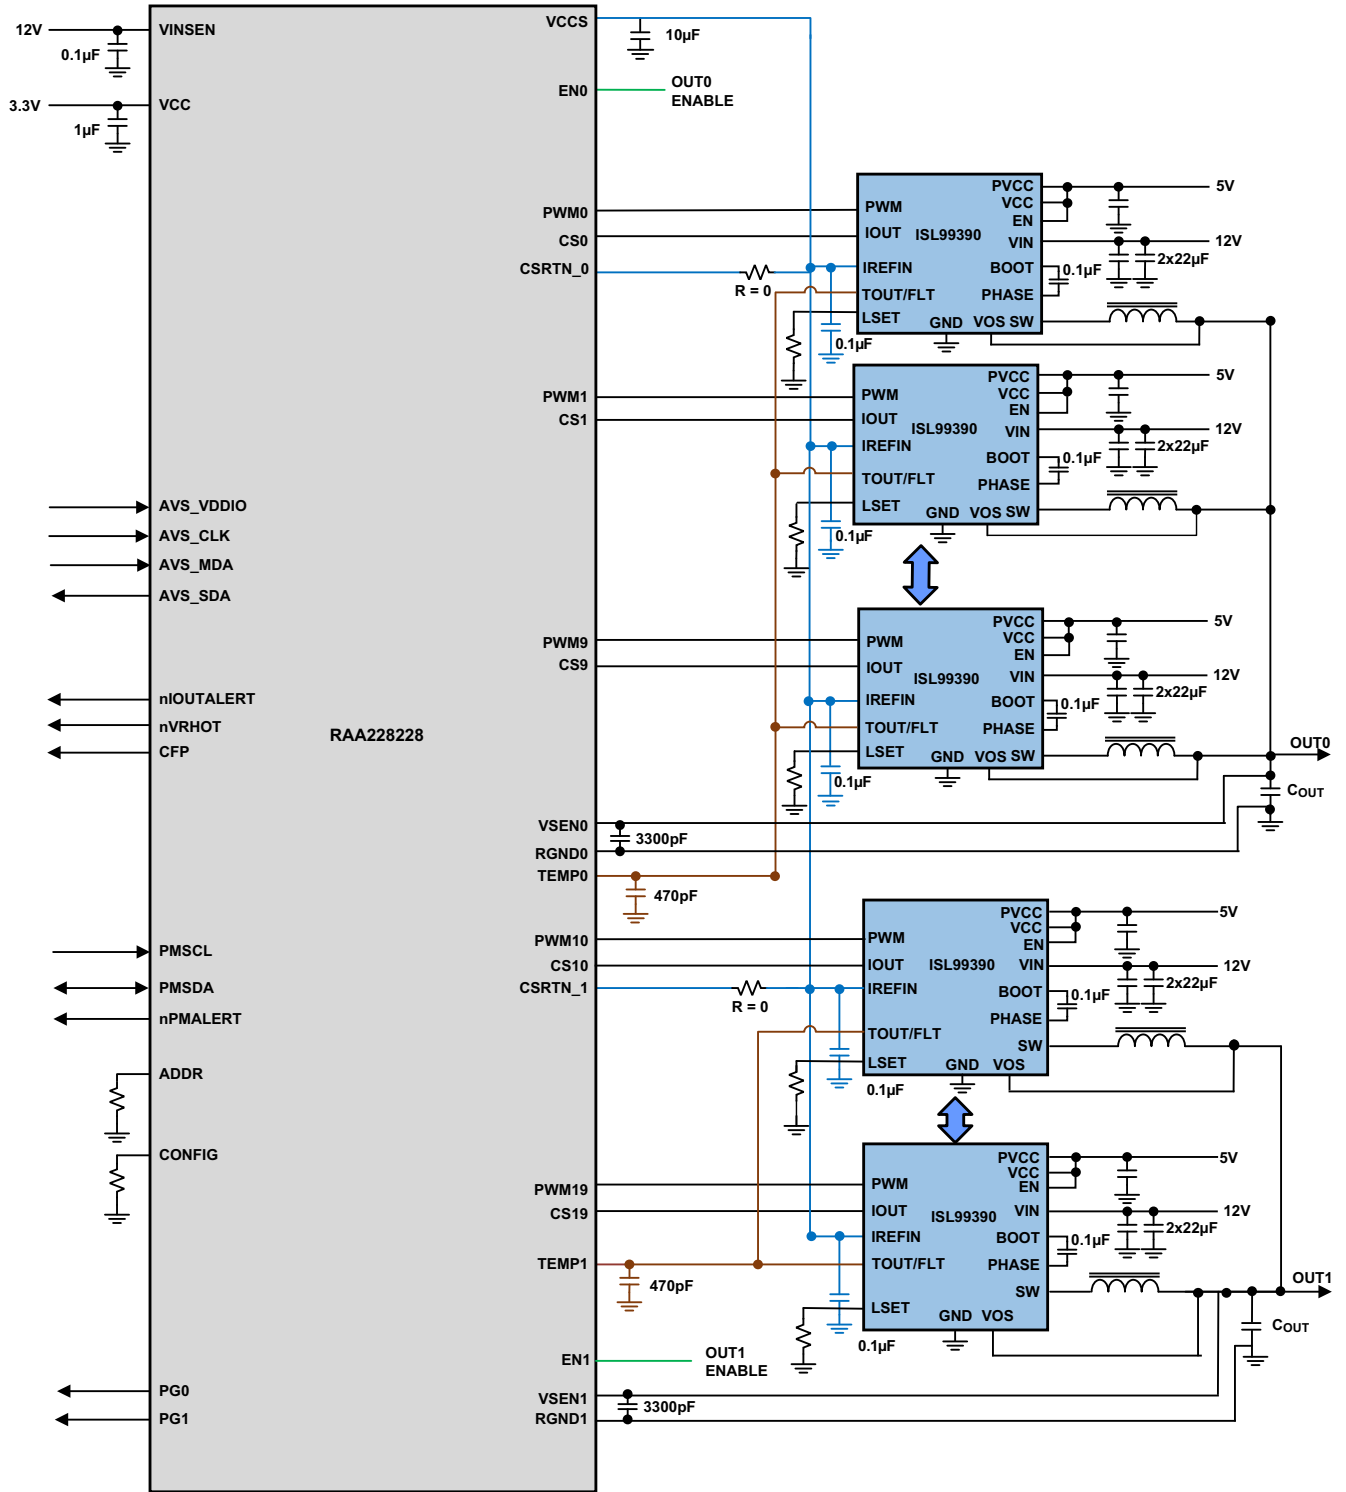 12V
VINSEN
0.1µF
3.3V
VCC
1µF
AVS_VDDIO
AVS_CLK
AVS_MDA
AVS_SDA
nIOUTALERT
nVRHOT
CFP
PMSCL
PMSDA
nPMALERT
ADDR
CONFIG
PG0
PG1
RAA228228
VCCS
10µF
EN0
OUT0
ENABLE
PWM0
CS0
CSRTN_0
R = 0
PWM1
CS1
PWM9
CS9
VSEN0
3300pF
RGND0
TEMP0
470pF
PWM10
CS10
CSRTN_1
R = 0
PWM19
CS19
TEMP1
470pF
EN1
OUT1
ENABLE
VSEN1
3300pF
RGND1
PWM
IOUT
IREFIN
TOUT/FLT
LSET
ISL99390
GND
VOS SW
PVCC
VCC
EN
VIN
BOOT
PHASE
5V
12V
2x22µF
0.1µF
0.1µF
PWM
IOUT
IREFIN
TOUT/FLT
LSET
ISL99390
GND
VOS SW
PVCC
VCC
EN
VIN
BOOT
PHASE
5V
12V
2x22µF
0.1µF
0.1µF
PWM
IOUT
IREFIN
TOUT/FLT
LSET
ISL99390
GND
VOS SW
PVCC
VCC
EN
VIN
BOOT
PHASE
5V
12V
2x22µF
0.1µF
0.1µF
OUT0
COUT
PWM
IOUT
IREFIN
TOUT/FLT
LSET
ISL99390
GND
VOS
PVCC
VCC
EN
VIN
BOOT
PHASE
SW
5V
12V
2x22µF
0.1µF
0.1µF
PWM
IOUT
IREFIN
TOUT/FLT
LSET
ISL99390
GND
VOS
PVCC
VCC
EN
VIN
BOOT
PHASE
SW
5V
12V
2x22µF
0.1µF
0.1µF
OUT1
COUT